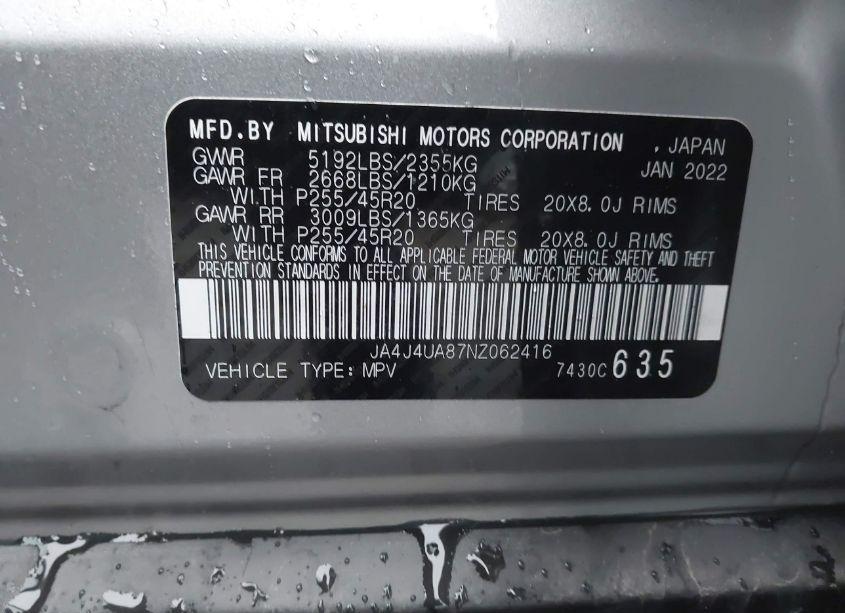 MFD.BY MITSUBISHI MOTORS CORPORATION , JAPAN
GVWR 5192LBS/2355KG JAN 2022
GAWR FR 2668LBS/1210KG
WITH P255/45R20 TIRES 20X8.0J RIMS
GAWR RR 3009LBS/1365KG
WITH P255/45R20 TIRES 20X8.0J RIMS
THIS VEHICLE CONFORMS TO ALL APPLICABLE FEDERAL MOTOR VEHICLE SAFETY AND THEFT
PREVENTION STANDARDS IN EFFECT ON THE DATE OF MANUFACTURE SHOWN ABOVE.
JA4J4UA87NZ062416
VEHICLE TYPE: MPV 7430C 635